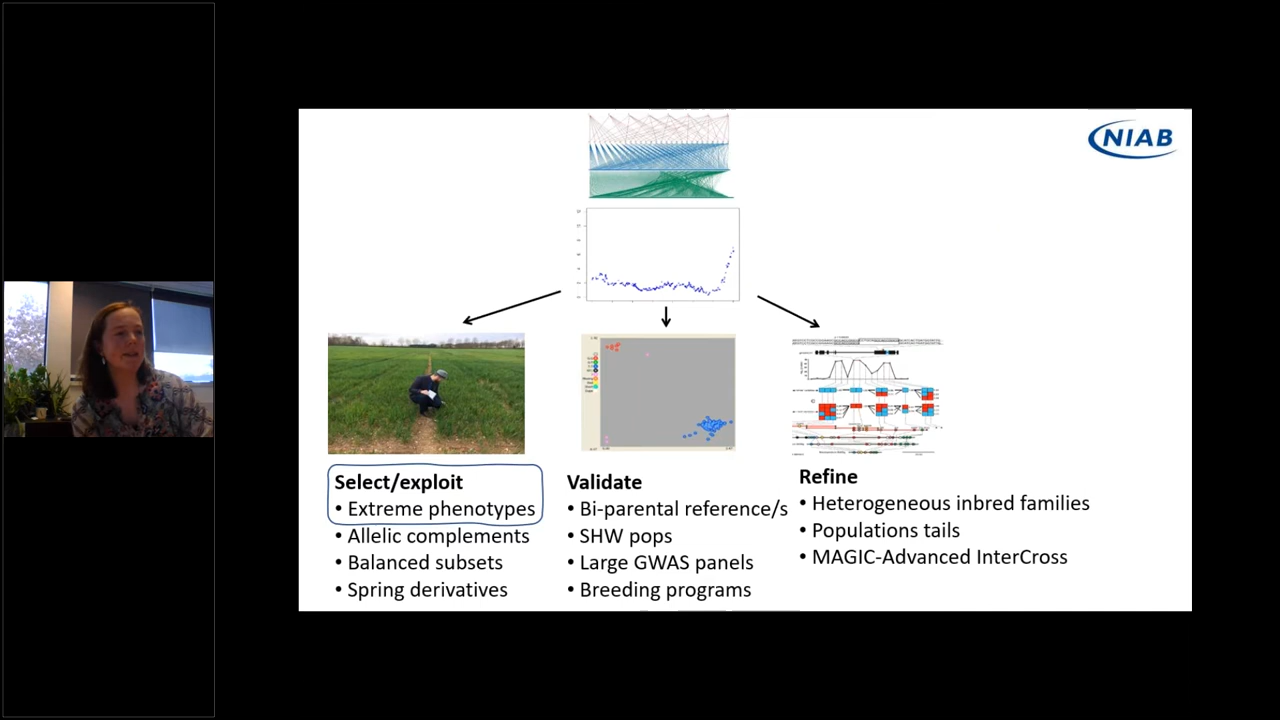 NIAB
Select/exploit
• Extreme phenotypes
• Allelic complements
• Balanced subsets
• Spring derivatives
Validate
• Bi-parental reference/s
• SHW pops
• Large GWAS panels
• Breeding programs
Refine
• Heterogeneous inbred families
• Populations tails
• MAGIC-Advanced InterCross